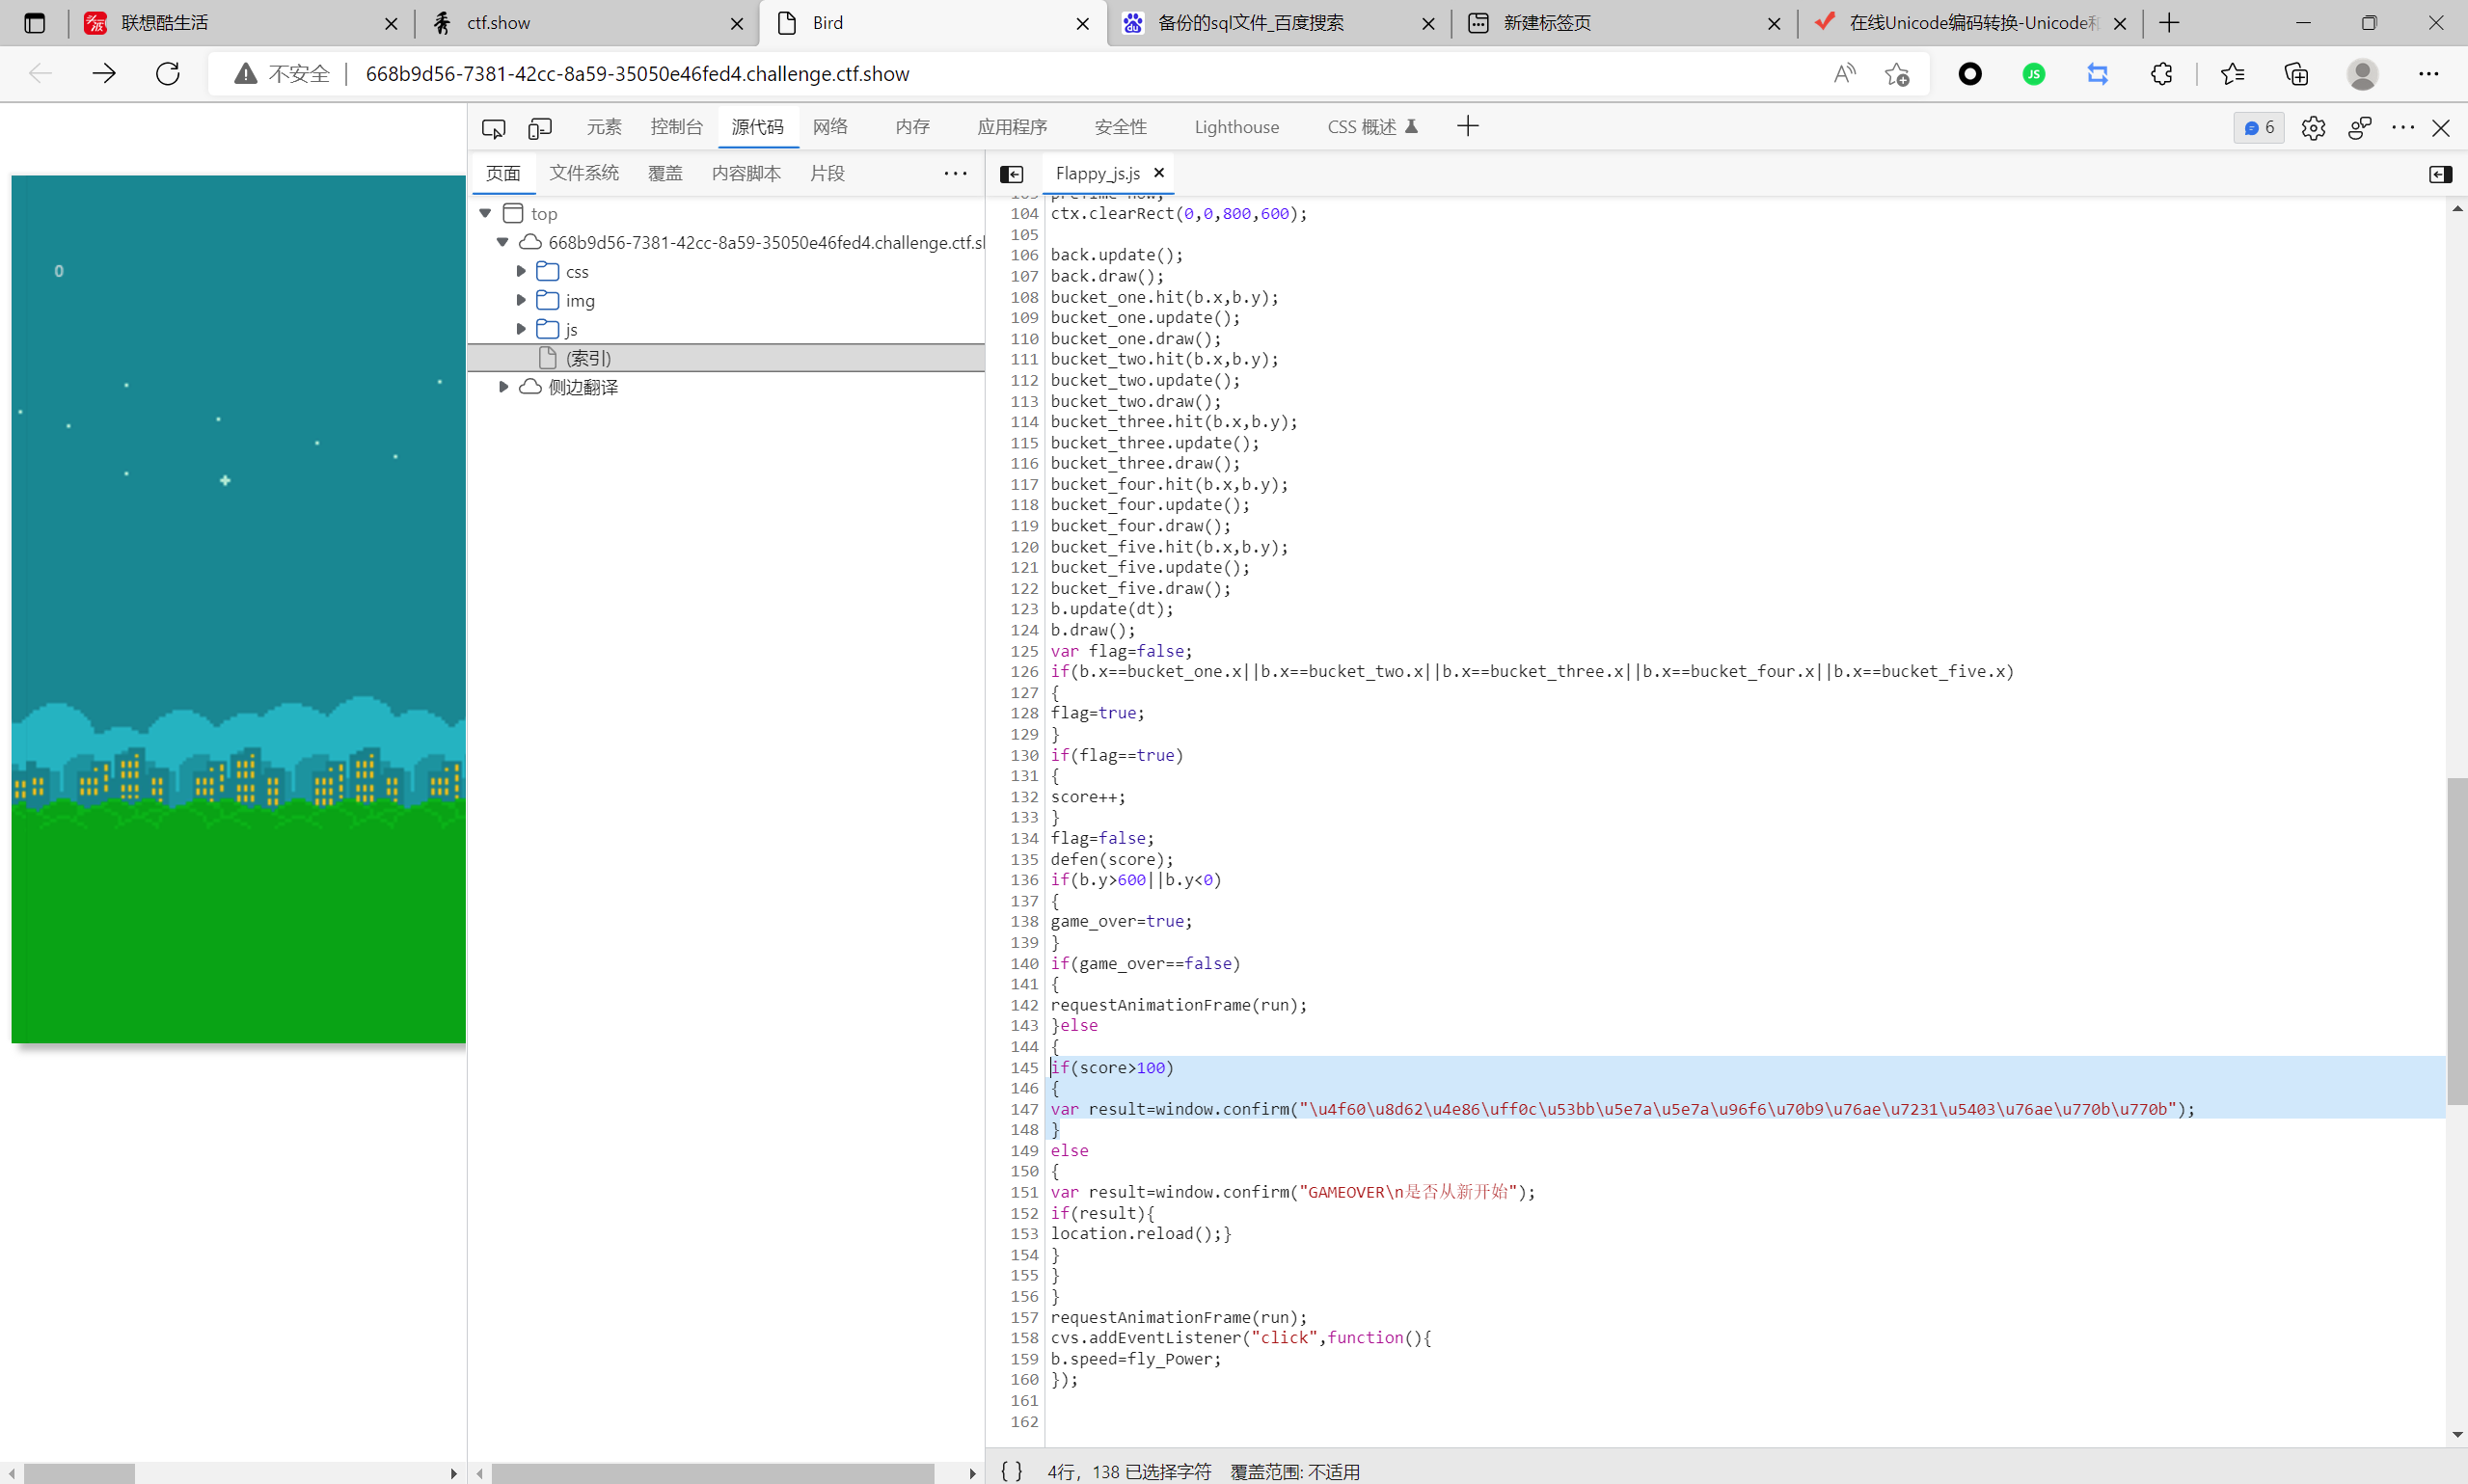 联想酷生活
ctf.show
Bird
备份的sql文件_百度搜索
新建标签页
在线Unicode编码转换-Unicode和
不安全
668b9d56-7381-42cc-8a59-35050e46fed4.challenge.ctf.show
JS
元素 控制台 源代码 网络 内存 应用程序 安全性 Lighthouse CSS 概述
6
页面 文件系统 覆盖 内容脚本 片段
Flappy_js.js
top
668b9d56-7381-42cc-8a59-35050e46fed4.challenge.ctf.sl
css
img
js
(索引)
侧边翻译
0
104 ctx.clearRect(0,0,800,600);
105
106 back.update();
107 back.draw();
108 bucket_one.hit(b.x,b.y);
109 bucket_one.update();
110 bucket_one.draw();
111 bucket_two.hit(b.x,b.y);
112 bucket_two.update();
113 bucket_two.draw();
114 bucket_three.hit(b.x,b.y);
115 bucket_three.update();
116 bucket_three.draw();
117 bucket_four.hit(b.x,b.y);
118 bucket_four.update();
119 bucket_four.draw();
120 bucket_five.hit(b.x,b.y);
121 bucket_five.update();
122 bucket_five.draw();
123 b.update(dt);
124 b.draw();
125 var flag=false;
126 if(b.x==bucket_one.x||b.x==bucket_two.x||b.x==bucket_three.x||b.x==bucket_four.x||b.x==bucket_five.x)
127 {
128 flag=true;
129 }
130 if(flag==true)
131 {
132 score++;
133 }
134 flag=false;
135 defen(score);
136 if(b.y>600||b.y<0)
137 {
138 game_over=true;
139 }
140 if(game_over==false)
141 {
142 requestAnimationFrame(run);
143 }else
144 {
145 if(score>100)
146 {
147 var result=window.confirm("\u4f60\u8d62\u4e86\uff0c\u53bb\u5e7a\u5e7a\u96f6\u70b9\u76ae\u7231\u5403\u76ae\u770b\u770b");
148 }
149 else
150 {
151 var result=window.confirm("GAMEOVER\n是否从新开始");
152 if(result){
153 location.reload();}
154 }
155 }
156 }
157 requestAnimationFrame(run);
158 cvs.addEventListener("click",function(){
159 b.speed=fly_Power;
160 });
161
162
{ } 4行，138 已选择字符 覆盖范围: 不适用